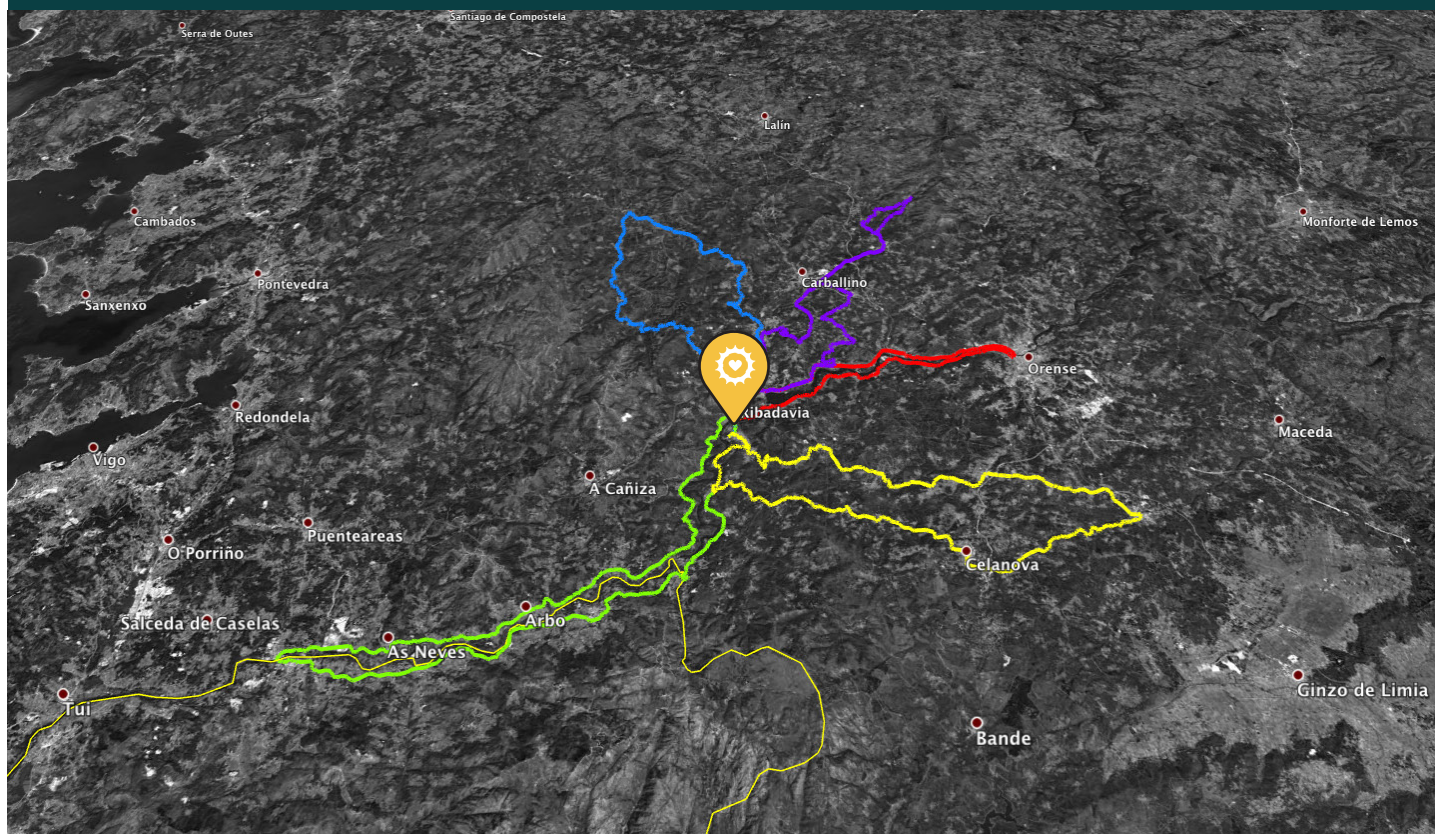 Santiago de Compostela
Serra de Outes
Lalín
Cambados
Monforte de Lemos
Pontevedra
Carballino
Sanxenxo
Orense
Redondela
Ribadavia
Maceda
Vigo
A Cañiza
Puenteareas
O Porriño
Celanova
Salceda de Caselas
Arbo
As Neves
Ginzo de Limia
Tui
Bande